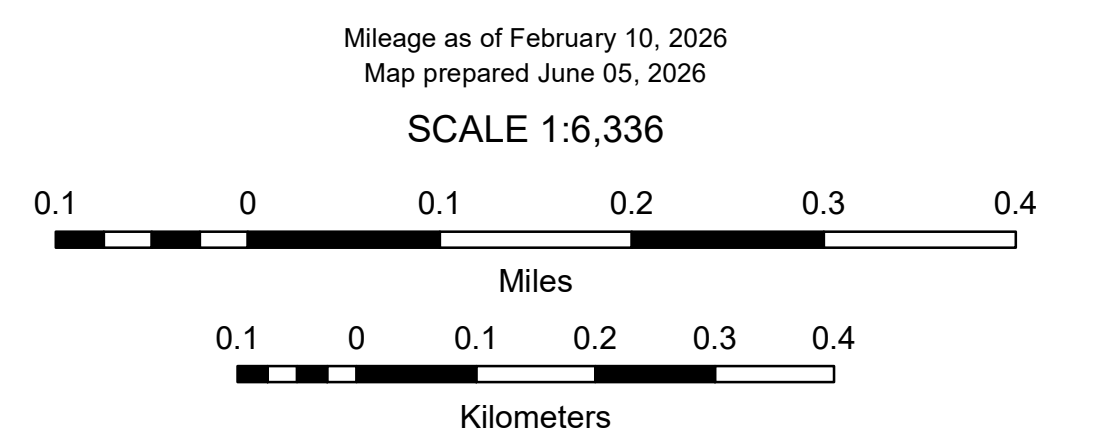 Mileage as of February 10, 2026
Map prepared June 05, 2026
SCALE 1:6,336
0.1 0 0.1 0.2 0.3 0.4
Miles
0.1 0 0.1 0.2 0.3 0.4
Kilometers